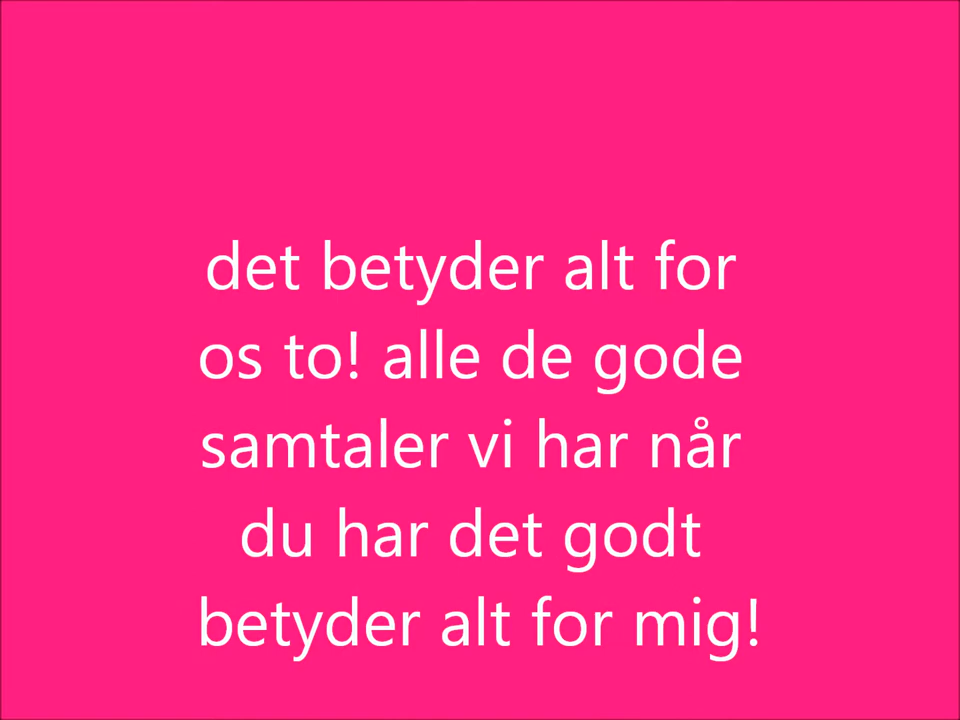 det betyder alt for
os to! alle de gode
samtaler vi har når
du har det godt
betyder alt for mig!